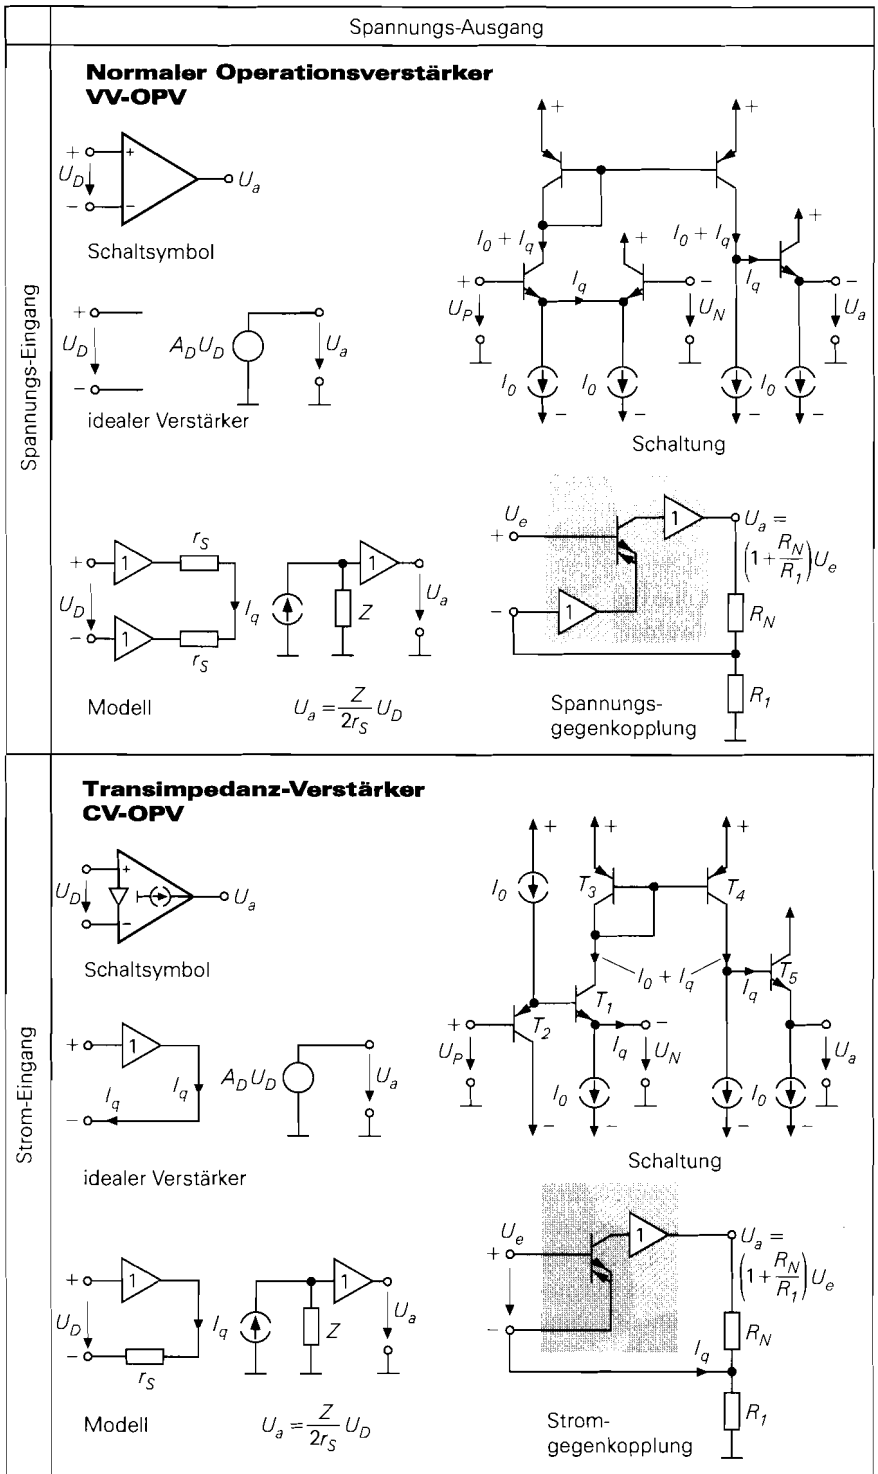 Spannungs-Ausgang
Spannungs-Eingang
Normaler Operationsverstärker
VV-OPV
+
+
U_D
−
−
U_a
Schaltsymbol
+
U_D
−
A_D U_D
U_a
idealer Verstärker
+
+
+
I_0 + I_q
I_0 + I_q
+
+
I_q
−
I_q
−
U_P
U_N
U_a
I_0
I_0
I_0
−
−
−
−
Schaltung
+
1
r_S
U_D
I_q
−
1
r_S
Z
1
U_a
Modell
U_a = Z/2r_S U_D
U_e
+
−
1
1
U_a =
(1 + R_N/R_1) U_e
R_N
R_1
Spannungs-
gegenkopplung
Strom-Eingang
Transimpedanz-Verstärker
CV-OPV
+
U_D
−
U_a
Schaltsymbol
+
1
I_q
I_q
−
A_D U_D
U_a
idealer Verstärker
+
+
+
I_0
T_3
T_4
I_0 + I_q
I_q
T_5
+
T_2
T_1
−
U_P
I_q
U_N
U_a
I_0
I_0
−
−
−
−
Schaltung
+
1
U_D
I_q
−
r_S
Z
1
U_a
Modell
U_a = Z/2r_S U_D
U_e
+
−
1
U_a =
(1 + R_N/R_1) U_e
I_q
R_N
R_1
Strom-
gegenkopplung